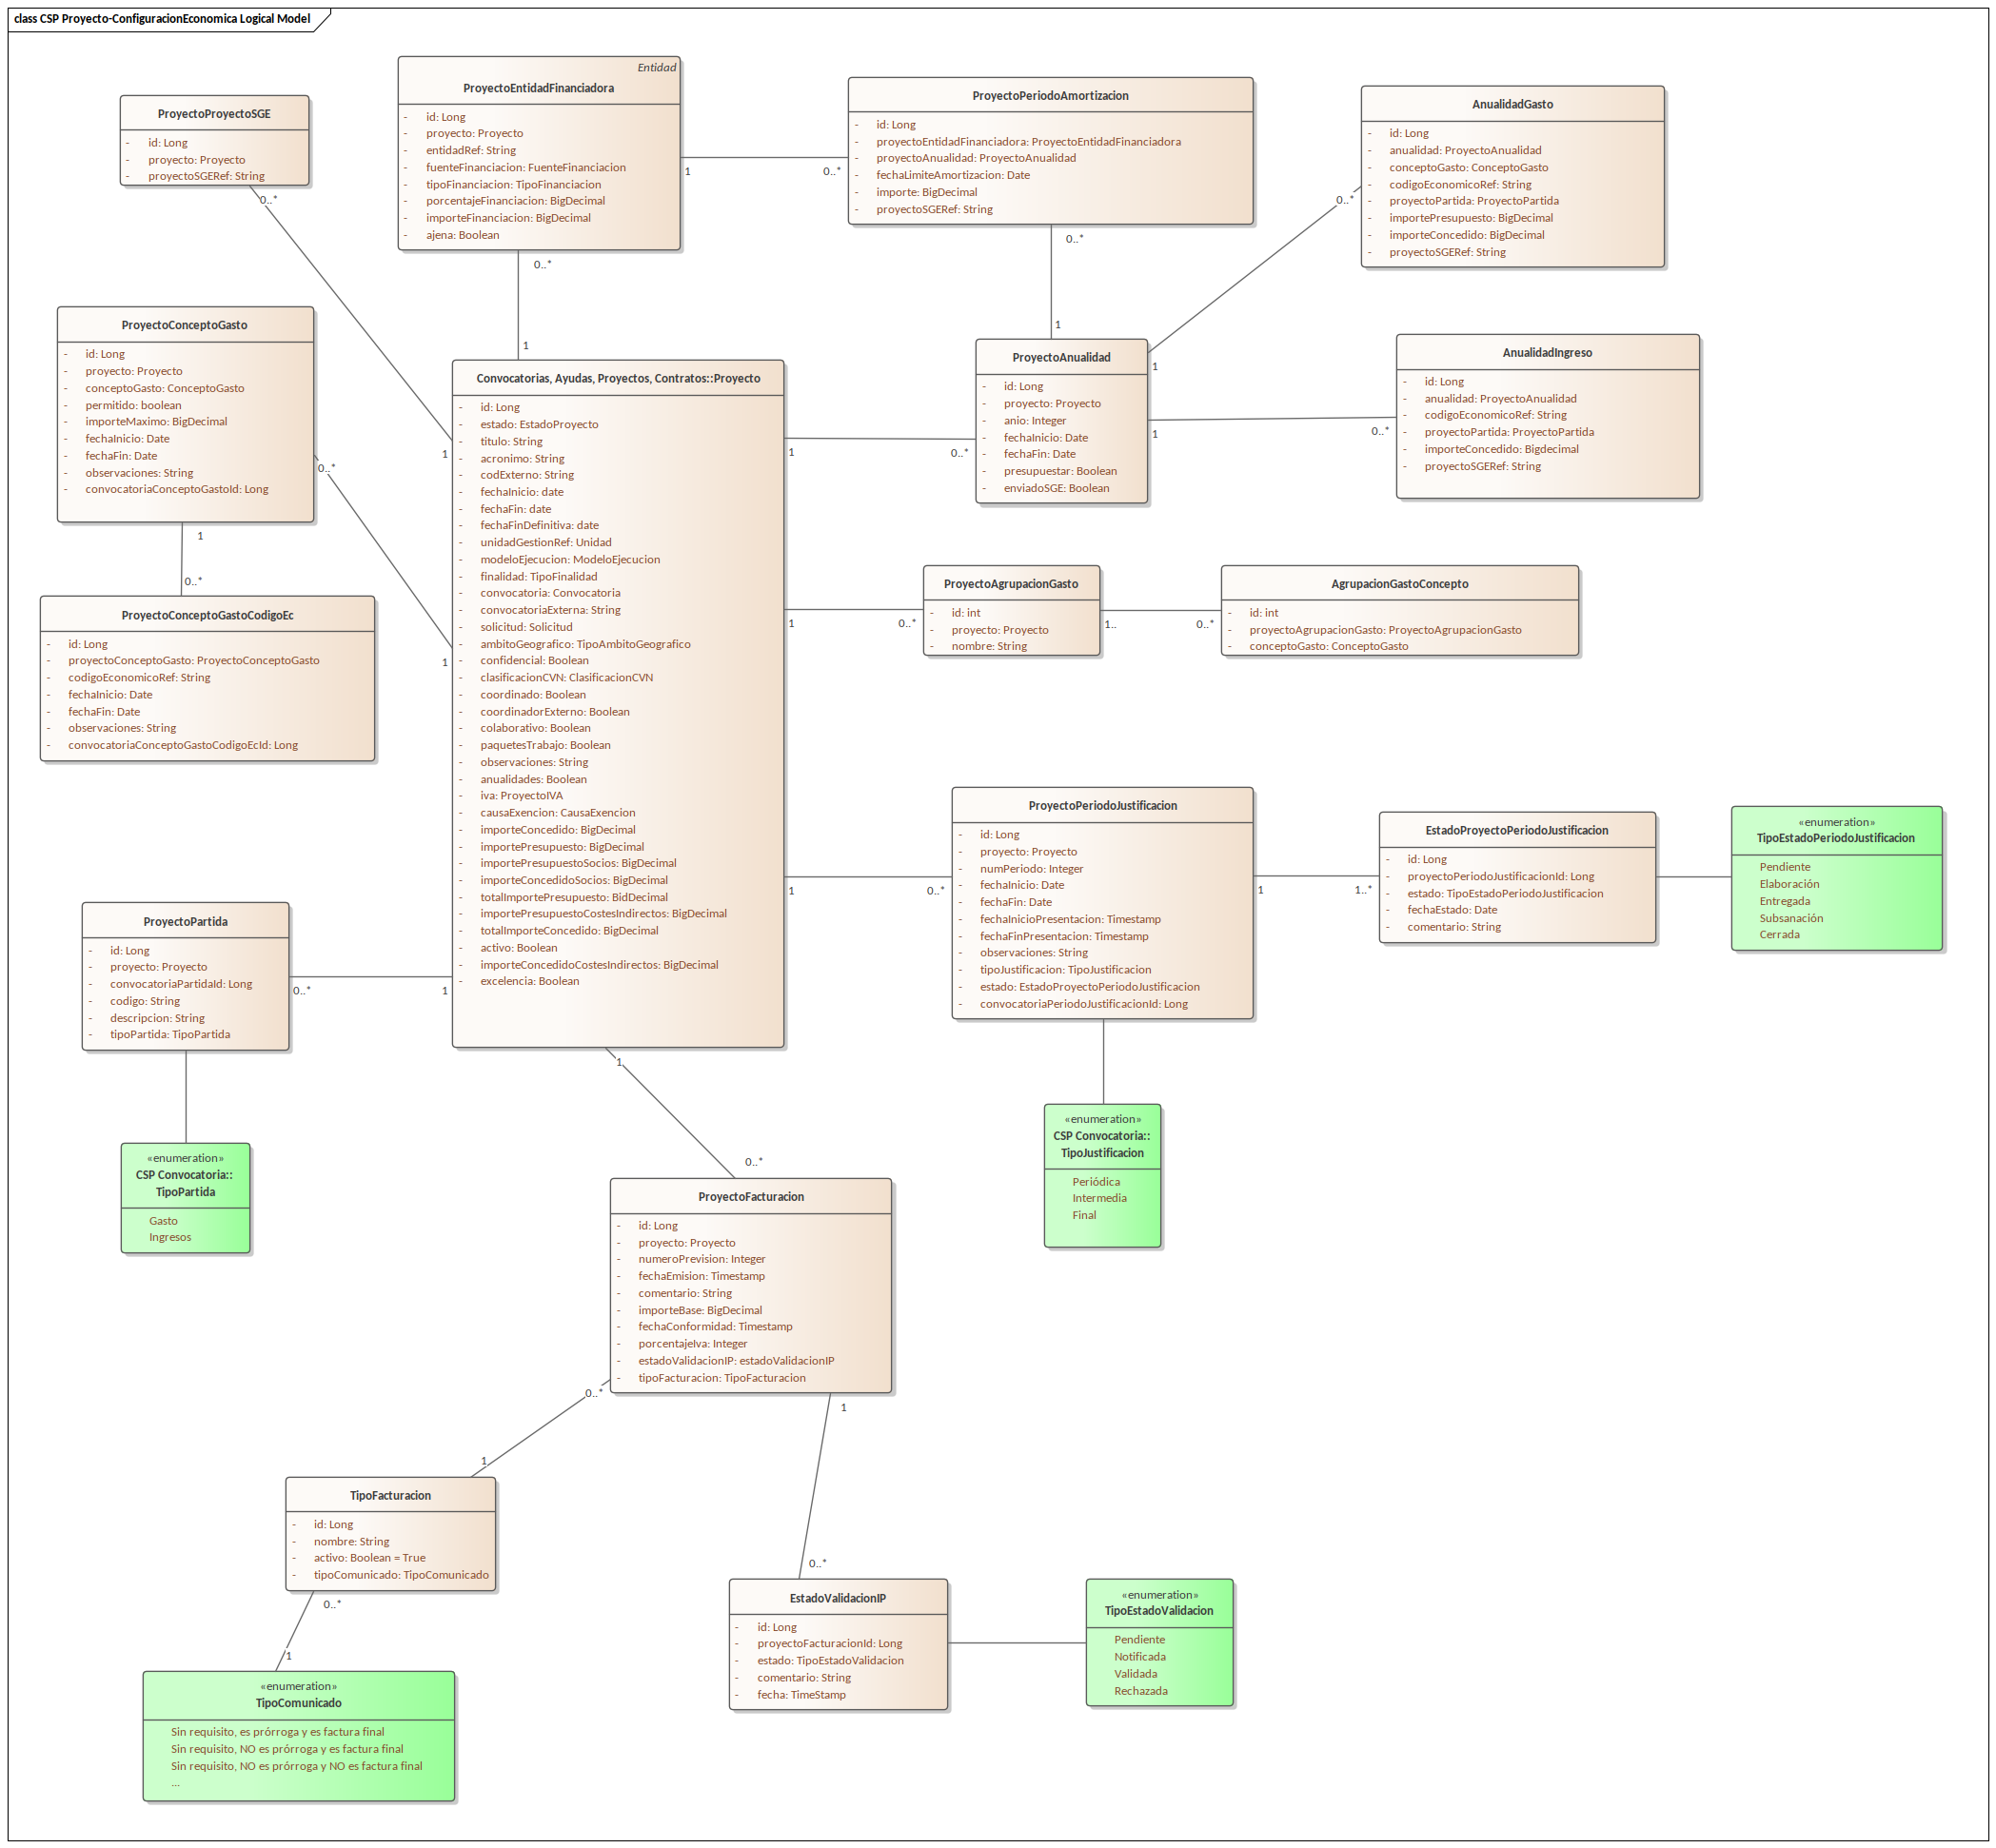 class CSP Proyecto-ConfiguracionEconomica Logical Model
ProyectoProyectoSGE
- id: Long
- proyecto: Proyecto
- proyectoSGERef: String
0..*
1
Entidad
ProyectoEntidadFinanciadora
- id: Long
- proyecto: Proyecto
- entidadRef: String
- fuenteFinanciacion: FuenteFinanciacion
- tipoFinanciacion: TipoFinanciacion
- porcentajeFinanciacion: BigDecimal
- importeFinanciacion: BigDecimal
- ajena: Boolean
1
0..*
0..*
1
ProyectoPeriodoAmortizacion
- id: Long
- proyectoEntidadFinanciadora: ProyectoEntidadFinanciadora
- proyectoAnualidad: ProyectoAnualidad
- fechaLimiteAmortizacion: Date
- importe: BigDecimal
- proyectoSGERef: String
0..*
1
AnualidadGasto
- id: Long
- anualidad: ProyectoAnualidad
- conceptoGasto: ConceptoGasto
- codigoEconomicoRef: String
- proyectoPartida: ProyectoPartida
- importePresupuesto: BigDecimal
- importeConcedido: BigDecimal
- proyectoSGERef: String
0..*
1
ProyectoConceptoGasto
- id: Long
- proyecto: Proyecto
- conceptoGasto: ConceptoGasto
- permitido: boolean
- importeMaximo: BigDecimal
- fechaInicio: Date
- fechaFin: Date
- observaciones: String
- convocatoriaConceptoGastoId: Long
0..*
1
1
0..*
Convocatorias, Ayudas, Proyectos, Contratos::Proyecto
- id: Long
- estado: EstadoProyecto
- titulo: String
- acronimo: String
- codExterno: String
- fechaInicio: date
- fechaFin: date
- fechaFinDefinitiva: date
- unidadGestionRef: Unidad
- modeloEjecucion: ModeloEjecucion
- finalidad: TipoFinalidad
- convocatoria: Convocatoria
- convocatoriaExterna: String
- solicitud: Solicitud
- ambitoGeografico: TipoAmbitoGeografico
- confidencial: Boolean
- clasificacionCVN: ClasificacionCVN
- coordinado: Boolean
- coordinadorExterno: Boolean
- colaborativo: Boolean
- paquetesTrabajo: Boolean
- observaciones: String
- anualidades: Boolean
- iva: ProyectoIVA
- causaExencion: CausaExencion
- importeConcedido: BigDecimal
- importePresupuesto: BigDecimal
- importePresupuestoSocios: BigDecimal
- importeConcedidoSocios: BigDecimal
- totalImportePresupuesto: BidDecimal
- importePresupuestoCostesIndirectos: BigDecimal
- totalImporteConcedido: BigDecimal
- activo: Boolean
- importeConcedidoCostesIndirectos: BigDecimal
- excelencia: Boolean
ProyectoAnualidad
- id: Long
- proyecto: Proyecto
- anio: Integer
- fechaInicio: Date
- fechaFin: Date
- presupuestar: Boolean
- enviadoSGE: Boolean
1
0..*
1
0..*
AnualidadIngreso
- id: Long
- anualidad: ProyectoAnualidad
- codigoEconomicoRef: String
- proyectoPartida: ProyectoPartida
- importeConcedido: Bigdecimal
- proyectoSGERef: String
ProyectoConceptoGastoCodigoEc
- id: Long
- proyectoConceptoGasto: ProyectoConceptoGasto
- codigoEconomicoRef: String
- fechaInicio: Date
- fechaFin: Date
- observaciones: String
- convocatoriaConceptoGastoCodigoEcId: Long
ProyectoAgrupacionGasto
- id: int
- proyecto: Proyecto
- nombre: String
1
0..*
1..
0..*
AgrupacionGastoConcepto
- id: int
- proyectoAgrupacionGasto: ProyectoAgrupacionGasto
- conceptoGasto: ConceptoGasto
ProyectoPeriodoJustificacion
- id: Long
- proyecto: Proyecto
- numPeriodo: Integer
- fechaInicio: Date
- fechaFin: Date
- fechaInicioPresentacion: Timestamp
- fechaFinPresentacion: Timestamp
- observaciones: String
- tipoJustificacion: TipoJustificacion
- estado: EstadoProyectoPeriodoJustificacion
- convocatoriaPeriodoJustificacionId: Long
1
0..*
1
1..*
EstadoProyectoPeriodoJustificacion
- id: Long
- proyectoPeriodoJustificacionId: Long
- estado: TipoEstadoPeriodoJustificacion
- fechaEstado: Date
- comentario: String
«enumeration»
TipoEstadoPeriodoJustificacion
Pendiente
Elaboración
Entregada
Subsanación
Cerrada
ProyectoPartida
- id: Long
- proyecto: Proyecto
- convocatoriaPartidaId: Long
- codigo: String
- descripcion: String
- tipoPartida: TipoPartida
0..*
1
«enumeration»
CSP Convocatoria::
TipoPartida
Gasto
Ingresos
«enumeration»
CSP Convocatoria::
TipoJustificacion
Periódica
Intermedia
Final
1
0..*
ProyectoFacturacion
- id: Long
- proyecto: Proyecto
- numeroPrevision: Integer
- fechaEmision: Timestamp
- comentario: String
- importeBase: BigDecimal
- fechaConformidad: Timestamp
- porcentajeIva: Integer
- estadoValidacionIP: estadoValidacionIP
- tipoFacturacion: TipoFacturacion
0..*
1
1
0..*
TipoFacturacion
- id: Long
- nombre: String
- activo: Boolean = True
- tipoComunicado: TipoComunicado
0..*
1
EstadoValidacionIP
- id: Long
- proyectoFacturacionId: Long
- estado: TipoEstadoValidacion
- comentario: String
- fecha: TimeStamp
«enumeration»
TipoEstadoValidacion
Pendiente
Notificada
Validada
Rechazada
«enumeration»
TipoComunicado
Sin requisito, es prórroga y es factura final
Sin requisito, NO es prórroga y es factura final
Sin requisito, NO es prórroga y NO es factura final
...